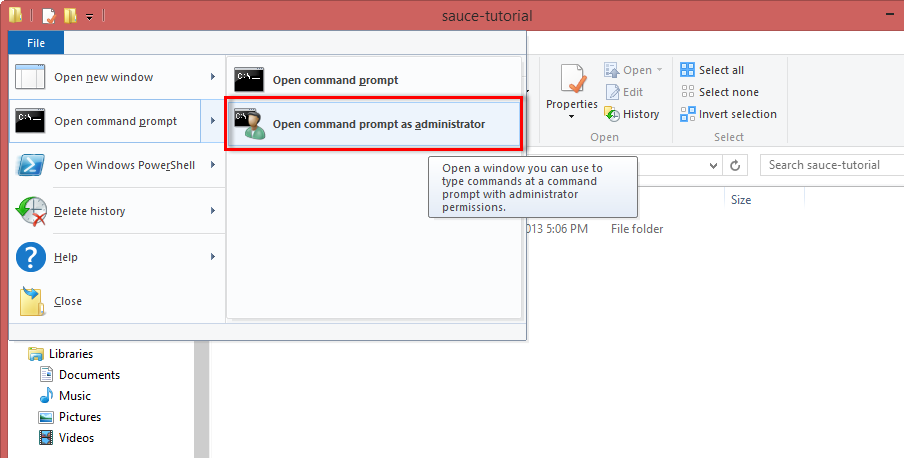 sauce-tutorial
File
Open new window
Open command prompt
Open Windows PowerShell
Delete history
Help
Close
Open command prompt
Open command prompt as administrator
Open a window you can use to
type commands at a command
prompt with administrator
permissions.
Properties
Open
Edit
History
Open
Select all
Select none
Invert selection
Select
Search sauce-tutorial
Size
013 5:06 PM
File folder
Libraries
Documents
Music
Pictures
Videos